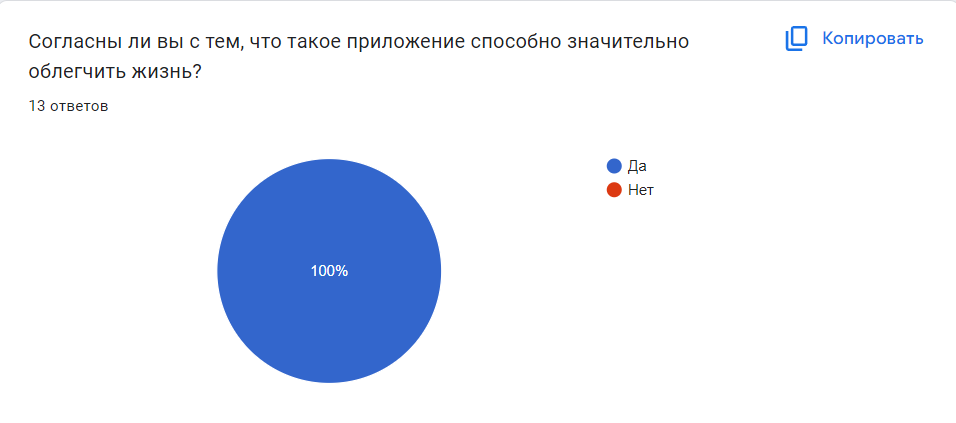 Согласны ли вы с тем, что такое приложение способно значительно
облегчить жизнь?
Копировать
13 ответов
Да
Нет
100%